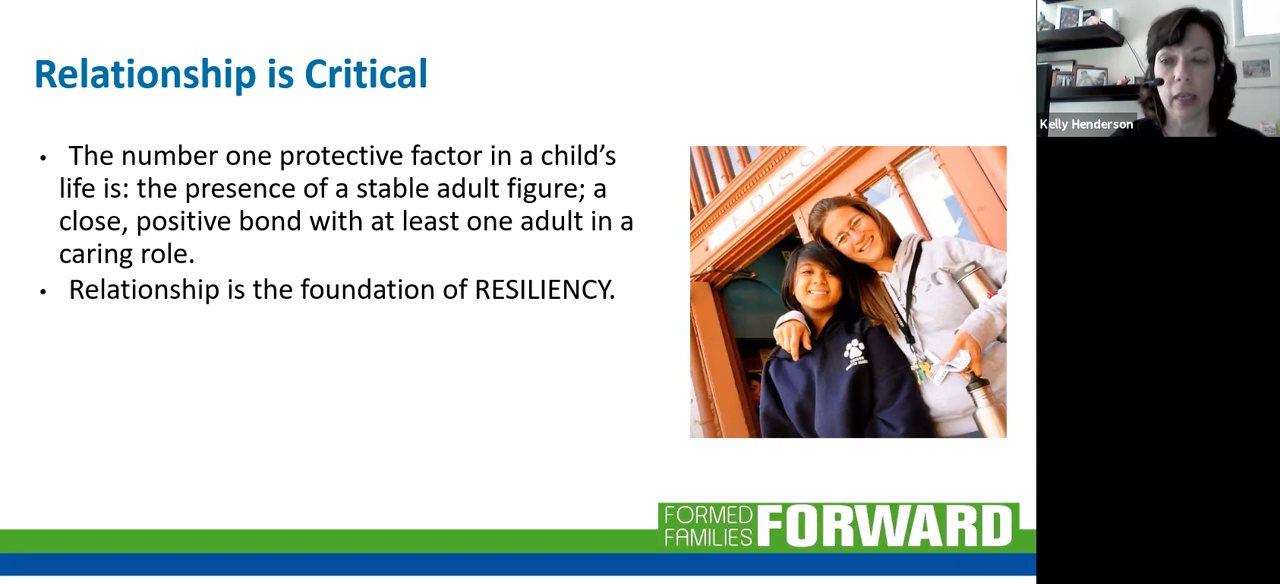 Relationship is Critical
• The number one protective factor in a child’s
life is: the presence of a stable adult figure; a
close, positive bond with at least one adult in a
caring role.
• Relationship is the foundation of RESILIENCY.
EDISO
FORMED
FAMILIES
FORWARD
Kelly Henderson